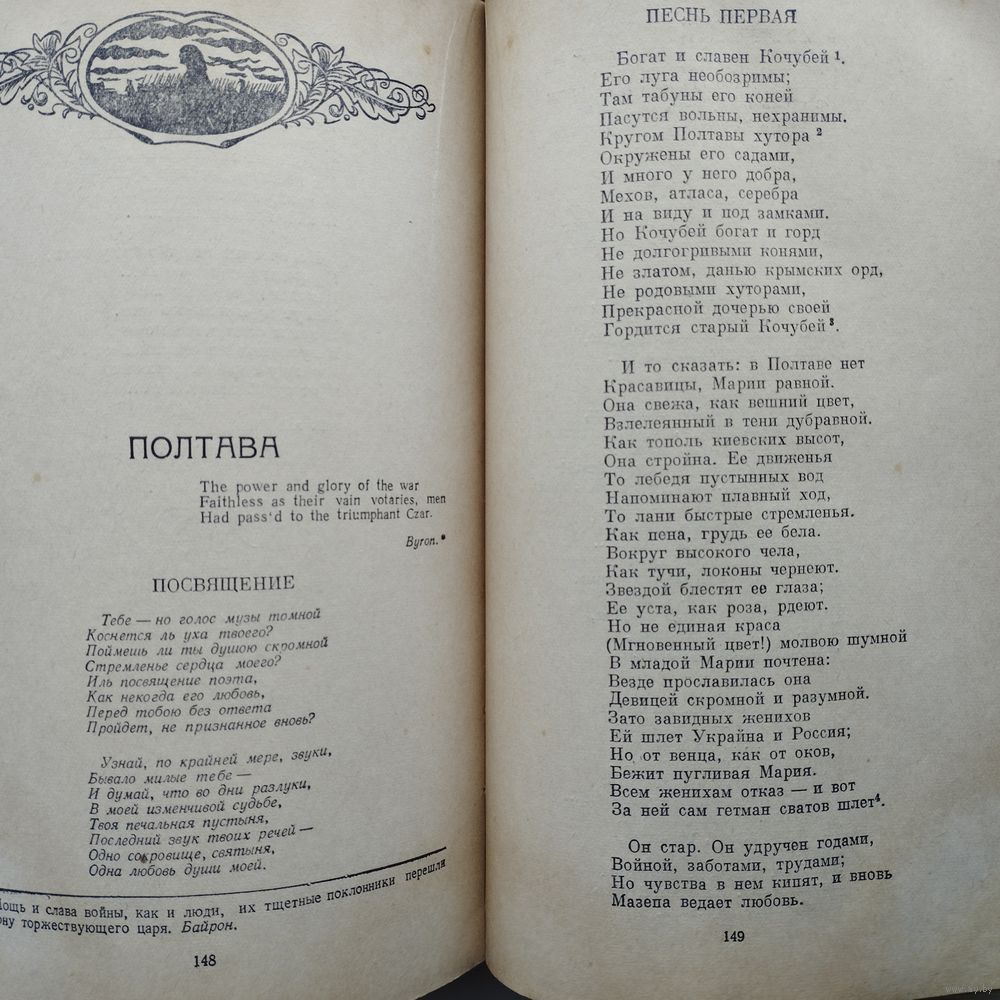 ПОЛТАВА
The power and glory of the war
Faithless as their vain votaries, men
Had pass'd to the triumphant Czar.
Byron.*
ПОСВЯЩЕНИЕ
Тебе — но голос музы томной
Коснется ль уха твоего?
Поймешь ли ты душою скромной
Стремленье сердца моего?
Иль посвящение поэта,
Как некогда его любовь,
Перед тобою без ответа
Пройдет, не признанное вновь?
Узнай, по крайней мере, звуки,
Бывало милые тебе —
И думай, что во дни разлуки,
В моей изменчивой судьбе,
Твоя печальная пустыня,
Последний звук твоих речей —
Одно сокровище, святыня,
Одна любовь души моей.
Мощь и слава войны, как и люди, их тщетные поклонники перешли
ону торжествующего царя. Байрон.
148
ПЕСНЬ ПЕРВАЯ
Богат и славен Кочубей 1.
Его луга необозримы;
Там табуны его коней
Пасутся вольны, нехранимы.
Кругом Полтавы хутора 2
Окружены его садами,
И много у него добра,
Мехов, атласа, серебра
И на виду и под замками.
Но Кочубей богат и горд
Не долгогривыми конями,
Не златом, данью крымских орд,
Не родовыми хуторами,
Прекрасной дочерью своей
Гордится старый Кочубей 3.
И то сказать: в Полтаве нет
Красавицы, Марии равной.
Она свежа, как вешний цвет,
Взлелеянный в тени дубравной.
Как тополь киевских высот,
Она стройна. Ее движенья
То лебедя пустынных вод
Напоминают плавный ход,
То лани быстрые стремленья.
Как пена, грудь ее бела.
Вокруг высокого чела,
Как тучи, локоны чернеют.
Звездой блестят ее глаза;
Ее уста, как роза, рдеют.
Но не единая краса
(Мгновенный цвет!) молвою шумной
В младой Марии почтена:
Везде прославилась она
Девицей скромной и разумной.
Зато завидных женихов
Ей шлет Украйна и Россия;
Но от венца, как от оков,
Бежит пугливая Мария.
Всем женихам отказ — и вот
За ней сам гетман сватов шлет 4.
Он стар. Он удручен годами,
Войной, заботами, трудами;
Но чувства в нем кипят, и вновь
Мазепа ведает любовь.
149